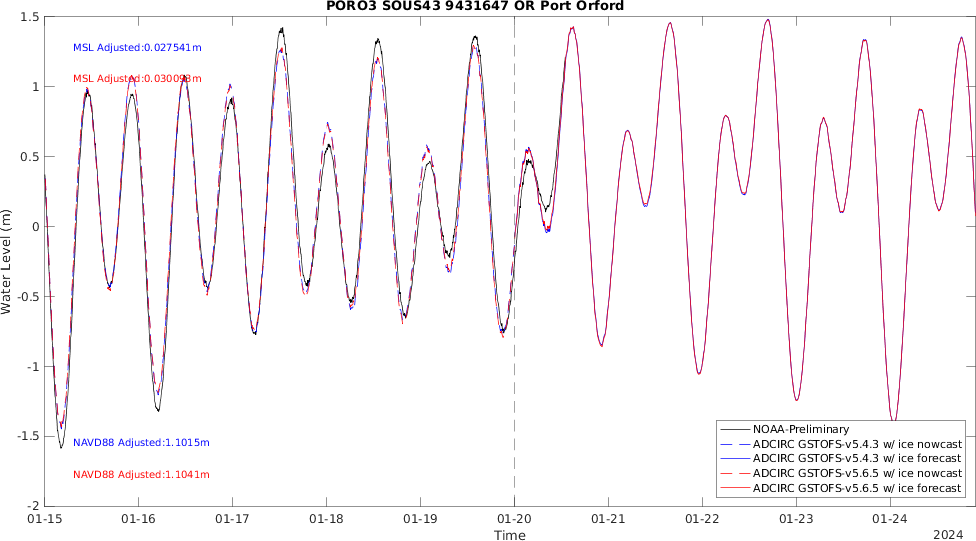 PORO3 SOUS43 9431647 OR Port Orford
MSL Adjusted:0.027541m
MSL Adjusted:0.030093m
NAVD88 Adjusted:1.1015m
NAVD88 Adjusted:1.1041m
Water Level (m)
1.5
1
0.5
0
-0.5
-1
-1.5
-2
NOAA-Preliminary
ADCIRC GSTOFS-v5.4.3 w/ ice nowcast
ADCIRC GSTOFS-v5.4.3 w/ ice forecast
ADCIRC GSTOFS-v5.6.5 w/ ice nowcast
ADCIRC GSTOFS-v5.6.5 w/ ice forecast
01-15 01-16 01-17 01-18 01-19 01-20 01-21 01-22 01-23 01-24
Time
2024